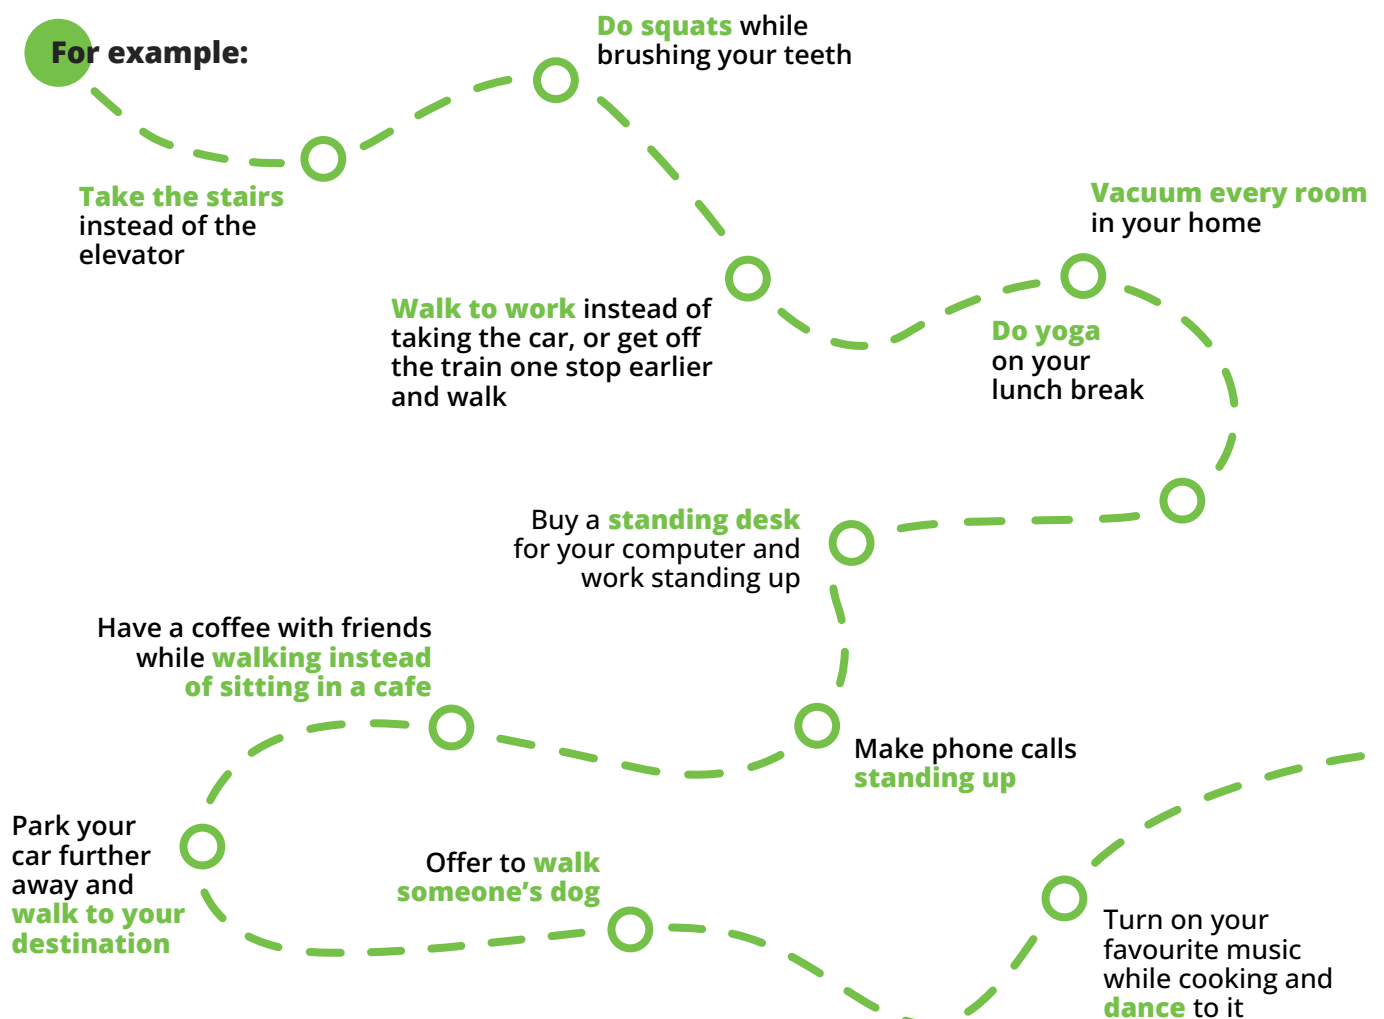 For example:
Take the stairs
instead of the
elevator
Do squats while
brushing your teeth
Walk to work instead of
taking the car, or get off
the train one stop earlier
and walk
Vacuum every room
in your home
Do yoga
on your
lunch break
Buy a standing desk
for your computer and
work standing up
Make phone calls
standing up
Have a coffee with friends
while walking instead
of sitting in a cafe
Park your
car further
away and
walk to your
destination
Offer to walk
someone’s dog
Turn on your
favourite music
while cooking and
dance to it